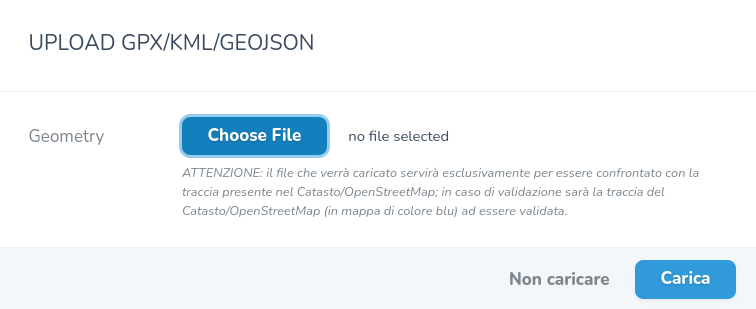 UPLOAD GPX/KML/GEOJSON
Geometry
Choose File
no file selected
ATTENZIONE: il file che verrà caricato servirà esclusivamente per essere confrontato con la
traccia presente nel Catasto/OpenStreetMap; in caso di validazione sarà la traccia del
Catasto/OpenStreetMap (in mappa di colore blu) ad essere validata.
Non caricare
Carica